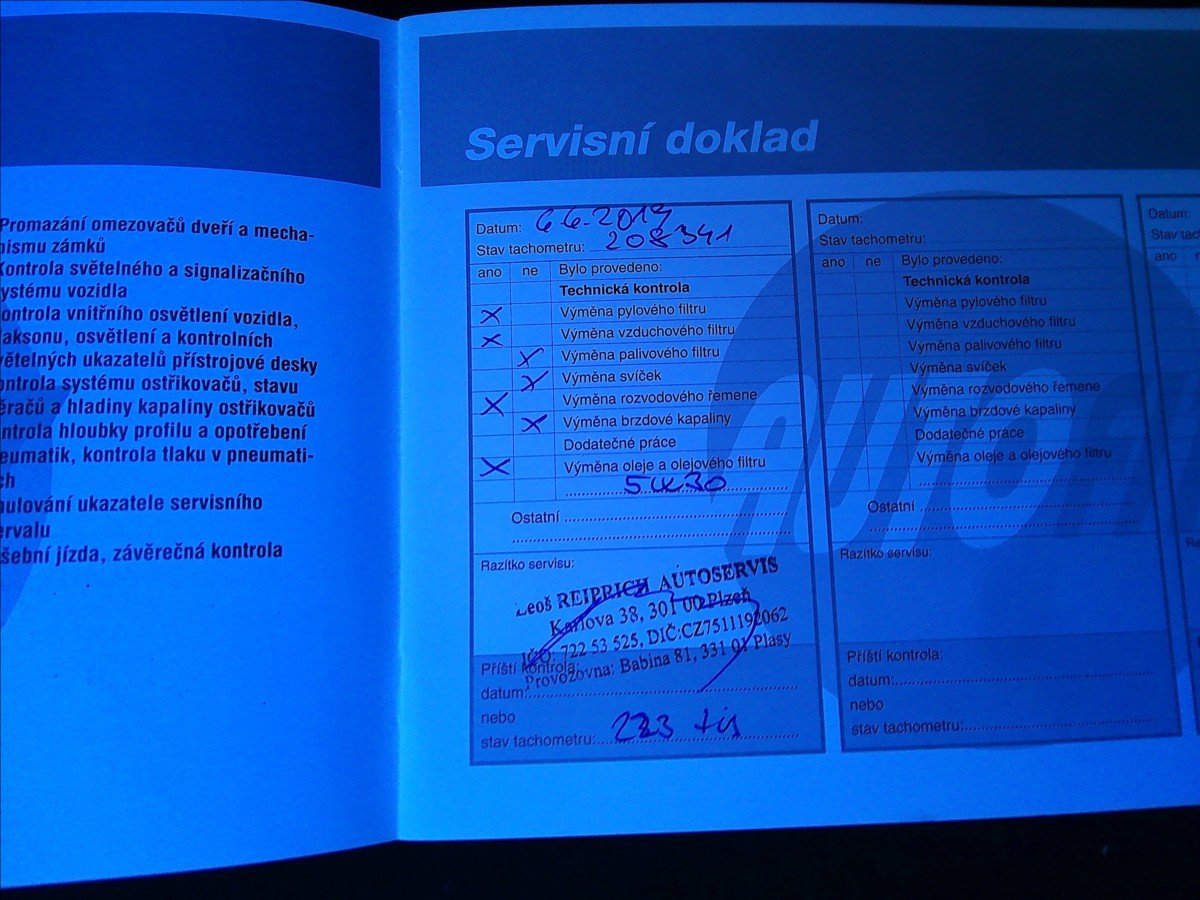 Promazání omezovačů dveří a mecha-
nismu zámků
Kontrola světelného a signalizačního
systému vozidla
ontrola vnitřního osvětlení vozidla,
laksonu, osvětlení a kontrolních
větelných ukazatelů přístrojové desky
ontrola systému ostřikovačů, stavu
ěračů a hladiny kapaliny ostřikovačů
ntrola hloubky profilu a opotřebení
eumatik, kontrola tlaku v pneumati-
ch
nulování ukazatele servisního
ervalu
šební jízda, závěrečná kontrola
Servisní doklad
Datum: 6.6.2019
Stav tachometru: 208341
ano ne Bylo provedeno:
Technická kontrola
X Výměna pylového filtru
X Výměna vzduchového filtru
X Výměna palivového filtru
X Výměna svíček
X Výměna rozvodového řemene
X Výměna brzdové kapaliny
Dodatečné práce
X Výměna oleje a olejového filtru
5W30
Ostatní
Razítko servisu:
Leoš REIPRICH AUTOSERVIS
Karlova 38, 301 00 Plzeň
IČO: 722 53 525, DIČ:CZ7511192062
Provozovna: Babina 81, 331 01 Plasy
Příští kontrola:
datum:
nebo
stav tachometru: 223 tis
Datum:
Stav tachometru:
ano ne Bylo provedeno:
Technická kontrola
Výměna pylového filtru
Výměna vzduchového filtru
Výměna palivového filtru
Výměna svíček
Výměna rozvodového řemene
Výměna brzdové kapaliny
Dodatečné práce
Výměna oleje a olejového filtru
Ostatní
Razítko servisu:
Příští kontrola:
datum:
nebo
stav tachometru:
Datum:
Stav tac
ano